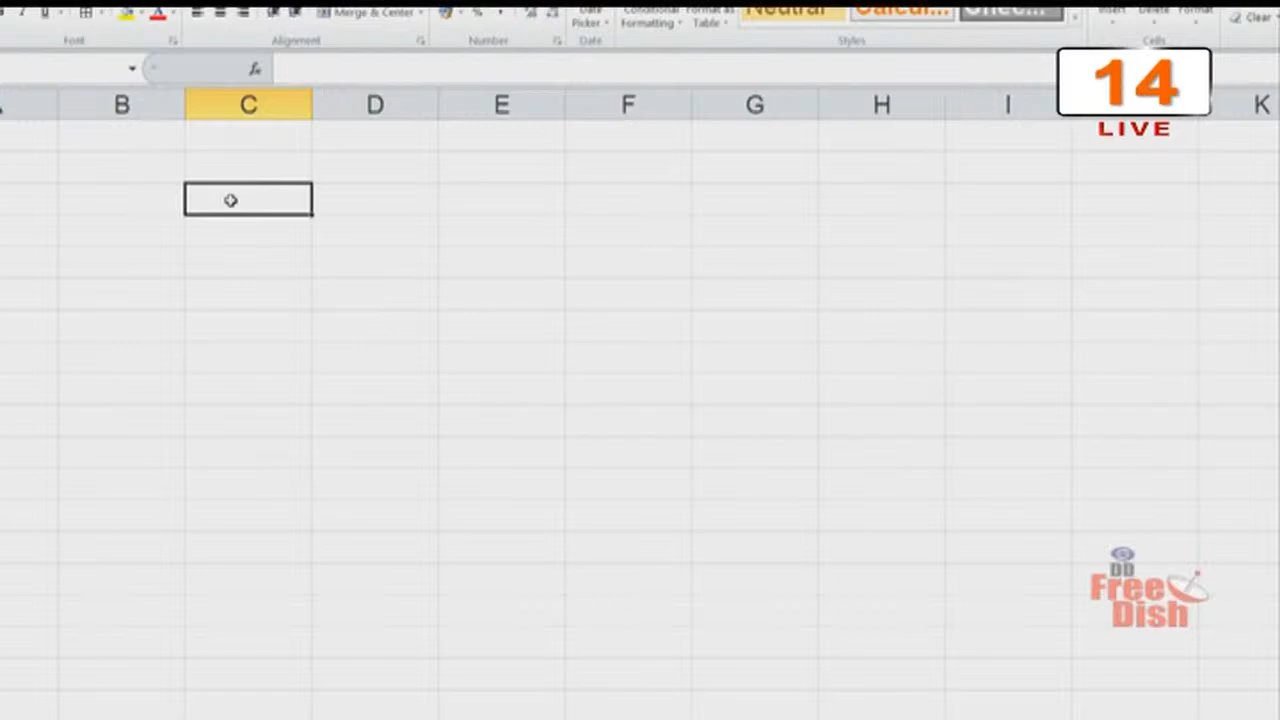 Date
Conditional
Format as
Neutral
Insert
Delete
Format
Merge & Center
Picker
Formatting
Table
Clear
Font
Alignment
Number
Date
Styles
Cells
fx
B
C
D
E
F
G
H
I
K
14
LIVE
DD
Free
Dish